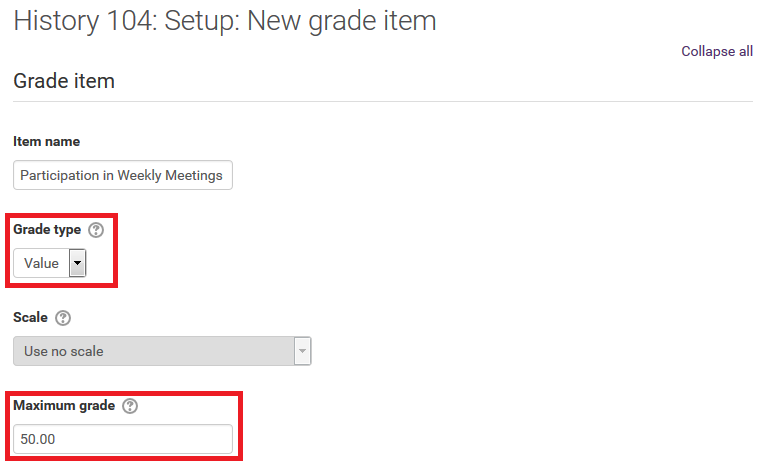 History 104: Setup: New grade item
Collapse all
Grade item
Item name
Participation in Weekly Meetings
Grade type ?
Value
Scale ?
Use no scale
Maximum grade ?
50.00